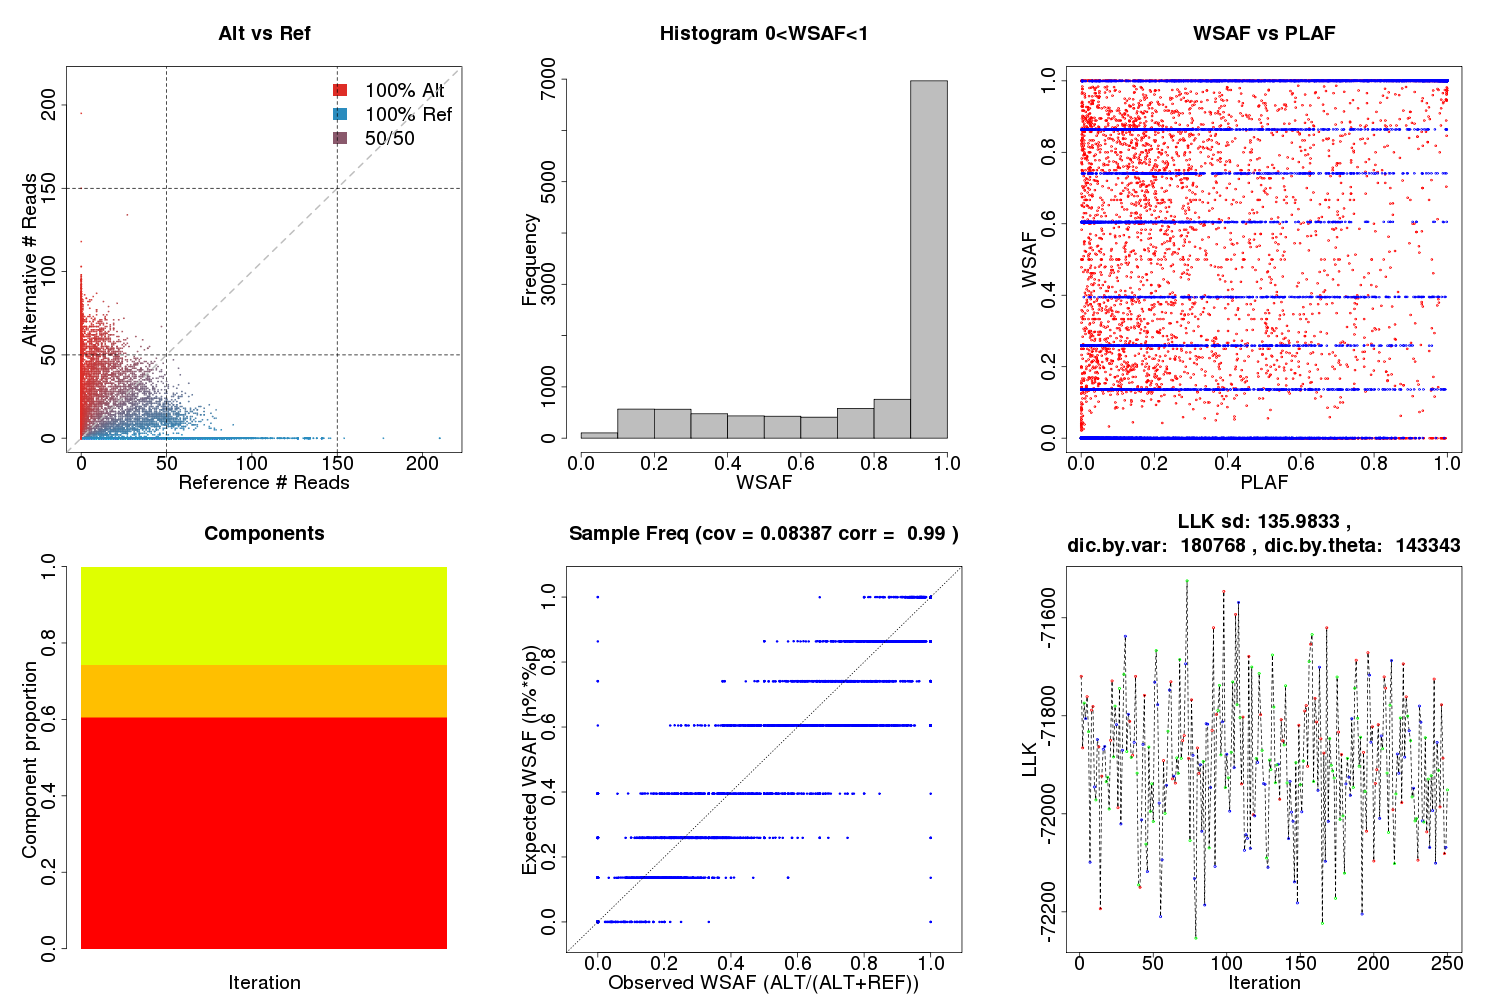 Alt vs Ref
100% Alt
100% Ref
50/50
Alternative # Reads
0 50 100 150 200
0 50 100 150 200
Reference # Reads
Histogram 0<WSAF<1
Frequency
0 1000 3000 5000 7000
0.0 0.2 0.4 0.6 0.8 1.0
WSAF
WSAF vs PLAF
WSAF
0.0 0.2 0.4 0.6 0.8 1.0
0.0 0.2 0.4 0.6 0.8 1.0
PLAF
Components
Component proportion
0.0 0.2 0.4 0.6 0.8 1.0
Iteration
Sample Freq (cov = 0.08387 corr = 0.99 )
Expected WSAF (h%*%p)
0.0 0.2 0.4 0.6 0.8 1.0
0.0 0.2 0.4 0.6 0.8 1.0
Observed WSAF (ALT/(ALT+REF))
LLK sd: 135.9833 ,
dic.by.var: 180768 , dic.by.theta: 143343
LLK
-72200 -72000 -71800 -71600
0 50 100 150 200 250
Iteration